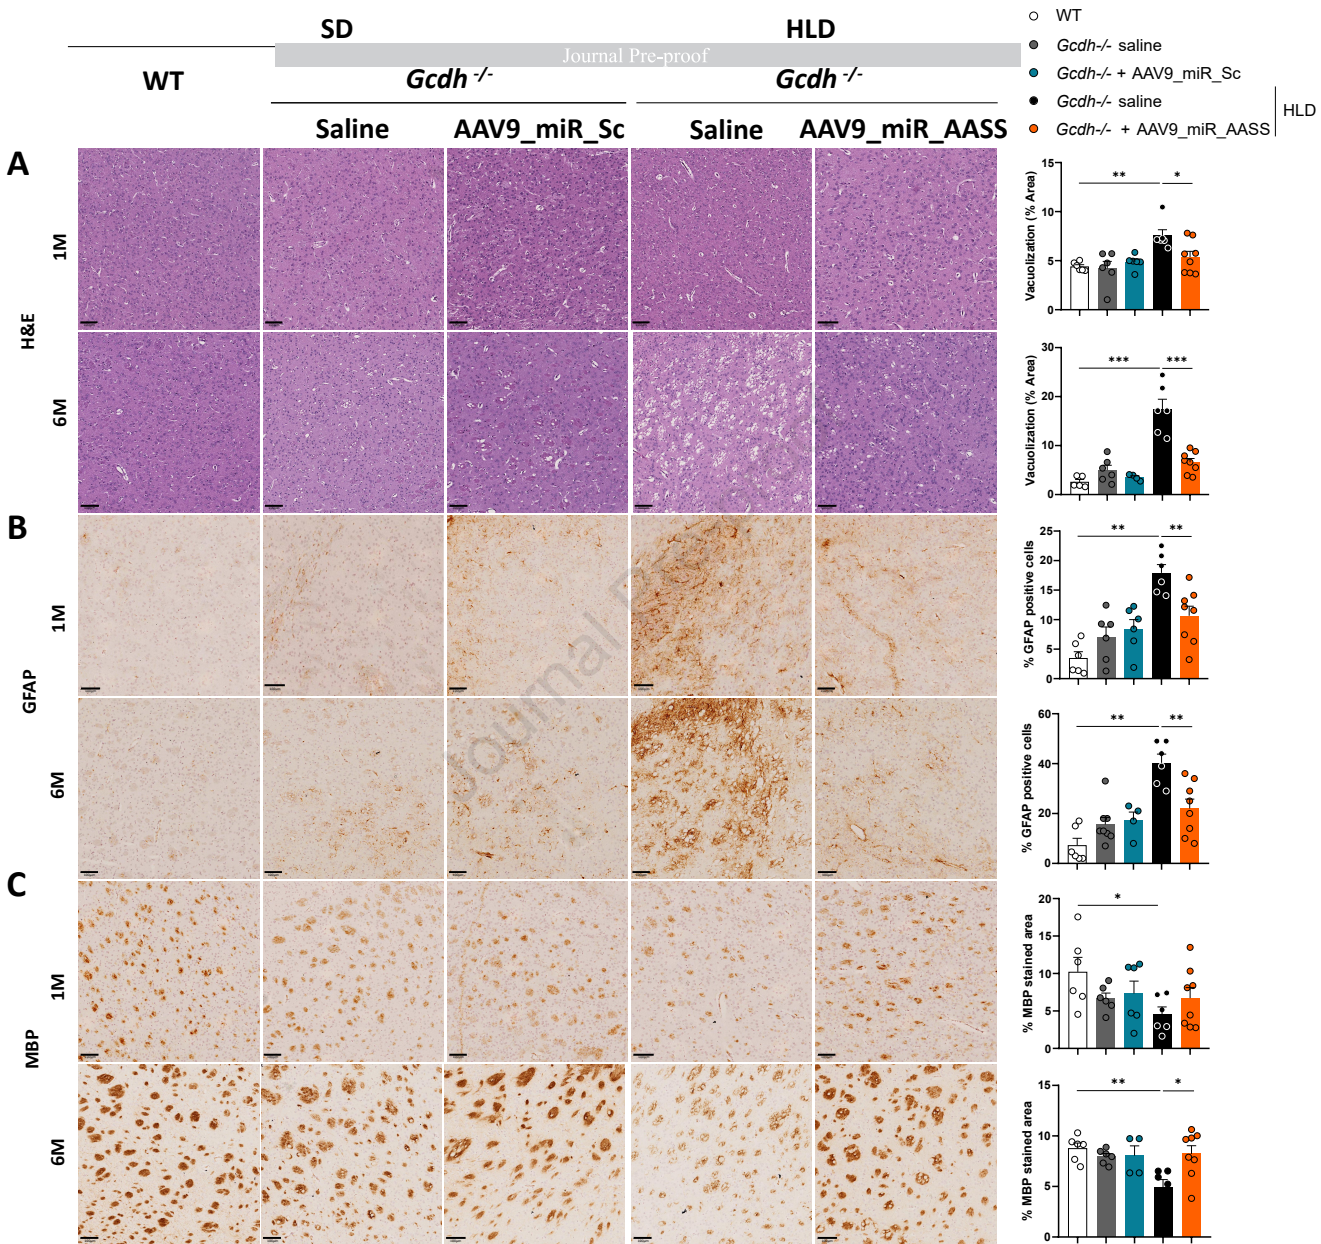 SD
HLD
Journal Pre-proof
WT
Gcdh -/-
Gcdh -/-
Saline
AAV9_miR_Sc
Saline
AAV9_miR_AASS
WT
Gcdh-/- saline
Gcdh-/- + AAV9_miR_Sc
Gcdh-/- saline
Gcdh-/- + AAV9_miR_AASS
HLD
A
H&E
1M
6M
Vacuolization (% Area)
15
10
5
0
**
*
Vacuolization (% Area)
30
20
10
0
***
***
B
GFAP
1M
6M
% GFAP positive cells
25
20
15
10
5
0
**
**
% GFAP positive cells
60
40
20
0
**
**
C
MBP
1M
6M
% MBP stained area
20
15
10
5
0
*
% MBP stained area
15
10
5
0
**
*
Journal